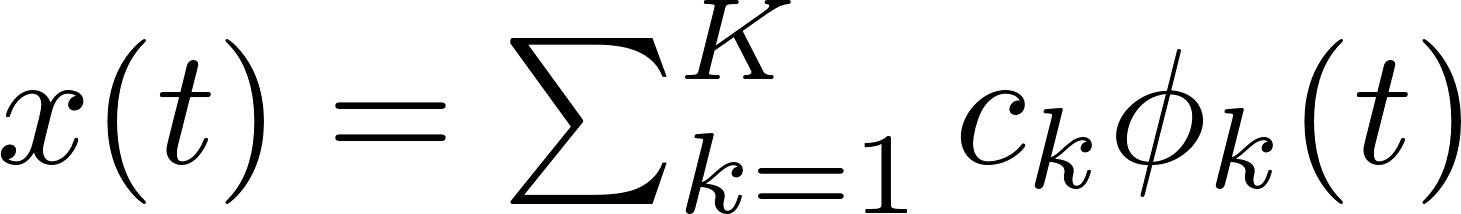 x(t) = \sum_{k=1}^{K} c_k \phi_k(t)